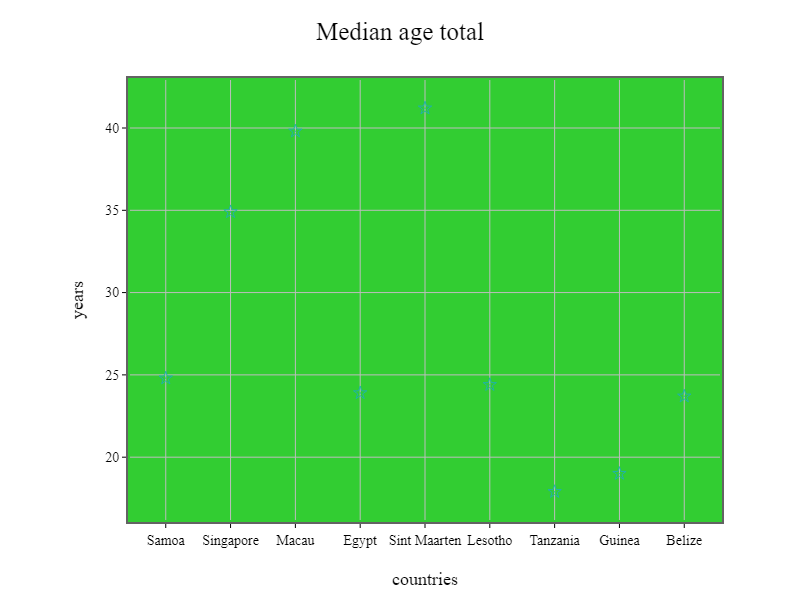 Median age total
years
40
35
30
25
20
Samoa Singapore Macau Egypt Sint Maarten Lesotho Tanzania Guinea Belize
countries